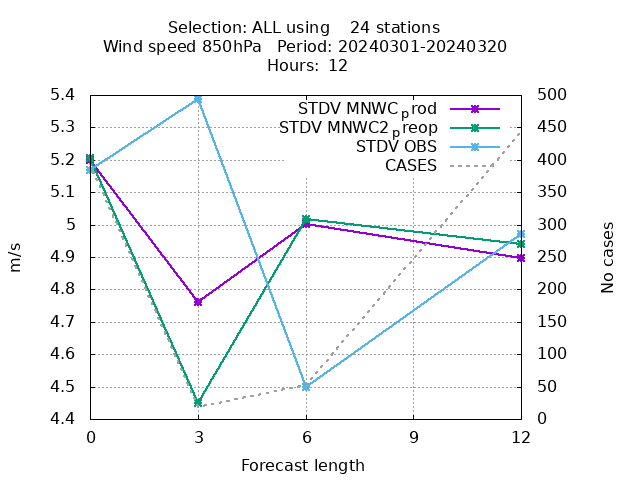 Selection: ALL using    24 stations
Wind speed 850hPa   Period: 20240301-20240320
Hours:  12
STDV MNWC_prod
STDV MNWC2_preop
STDV OBS
CASES
5.4
5.3
5.2
5.1
5
4.9
4.8
4.7
4.6
4.5
4.4
m/s
500
450
400
350
300
250
200
150
100
50
0
No cases
0 3 6 9 12
Forecast length